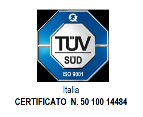 TÜV
SÜD
ISO 9001
Italia
CERTIFICATO N. 50 100 14484